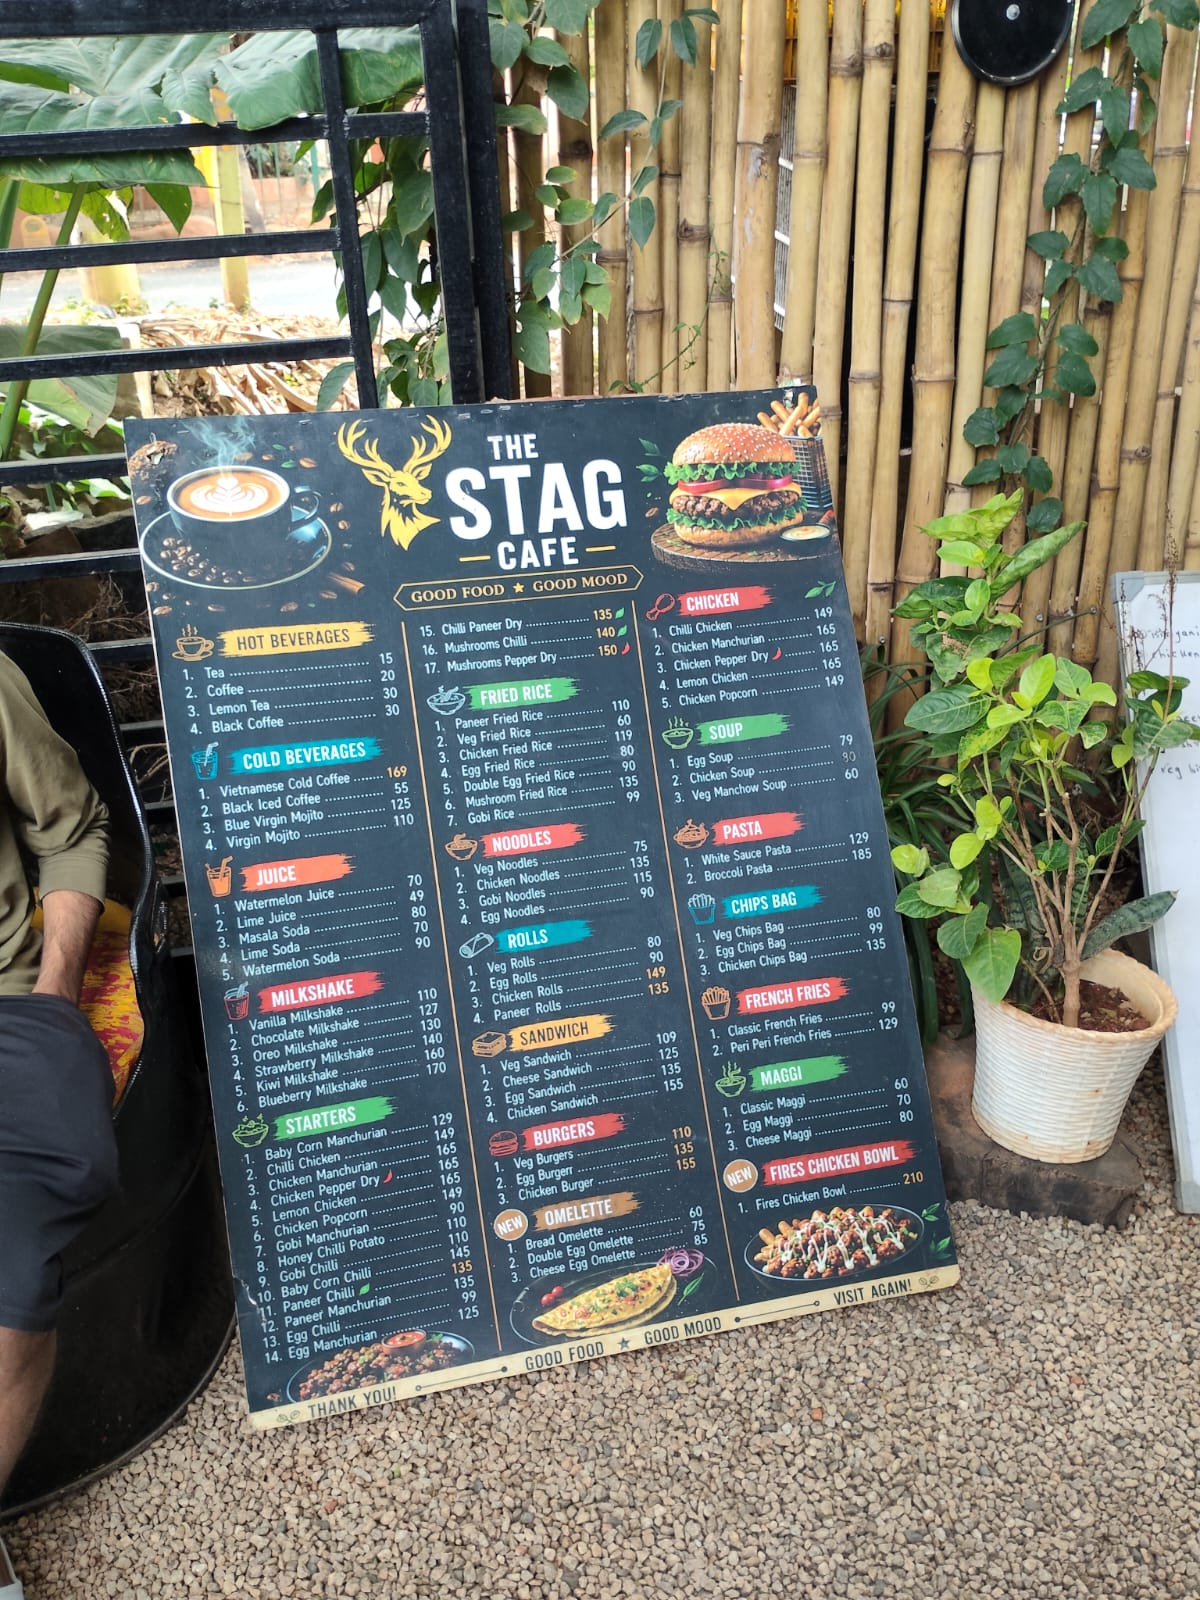 THE
STAG
CAFE
GOOD FOOD ★ GOOD MOOD
HOT BEVERAGES
1. Tea 15
2. Coffee 20
3. Lemon Tea 30
4. Black Coffee 30
COLD BEVERAGES
1. Vietnamese Cold Coffee 169
2. Black Iced Coffee 55
3. Blue Virgin Mojito 125
4. Virgin Mojito 110
JUICE
1. Watermelon Juice 70
2. Lime Juice 49
3. Masala Soda 80
4. Lime Soda 70
5. Watermelon Soda 90
MILKSHAKE
1. Vanilla Milkshake 110
2. Chocolate Milkshake 127
3. Oreo Milkshake 130
4. Strawberry Milkshake 140
5. Kiwi Milkshake 160
6. Blueberry Milkshake 170
STARTERS
1. Baby Corn Manchurian 129
2. Chilli Chicken 149
3. Chicken Manchurian 165
4. Chicken Pepper Dry 165
5. Lemon Chicken 165
6. Chicken Popcorn 149
7. Gobi Manchurian 90
8. Honey Chilli Potato 110
9. Gobi Chilli 110
10. Baby Corn Chilli 145
11. Paneer Chilli 135
12. Paneer Manchurian 135
13. Egg Chilli 99
14. Egg Manchurian 125
15. Chilli Paneer Dry 135
16. Mushrooms Chilli 140
17. Mushrooms Pepper Dry 150
FRIED RICE
1. Paneer Fried Rice 110
2. Veg Fried Rice 60
3. Chicken Fried Rice 119
4. Egg Fried Rice 80
5. Double Egg Fried Rice 90
6. Mushroom Fried Rice 135
7. Gobi Rice 99
NOODLES
1. Veg Noodles 75
2. Chicken Noodles 135
3. Gobi Noodles 115
4. Egg Noodles 90
ROLLS
1. Veg Rolls 80
2. Egg Rolls 90
3. Chicken Rolls 149
4. Paneer Rolls 135
SANDWICH
1. Veg Sandwich 109
2. Cheese Sandwich 125
3. Egg Sandwich 135
4. Chicken Sandwich 155
BURGERS
1. Veg Burgers 110
2. Egg Burger 135
3. Chicken Burger 155
NEW
OMELETTE
1. Bread Omelette 60
2. Double Egg Omelette 75
3. Cheese Egg Omelette 85
CHICKEN
1. Chilli Chicken 149
2. Chicken Manchurian 165
3. Chicken Pepper Dry 165
4. Lemon Chicken 165
5. Chicken Popcorn 149
SOUP
1. Egg Soup 79
2. Chicken Soup 80
3. Veg Manchow Soup 60
PASTA
1. White Sauce Pasta 129
2. Broccoli Pasta 185
CHIPS BAG
1. Veg Chips Bag 80
2. Egg Chips Bag 99
3. Chicken Chips Bag 135
FRENCH FRIES
1. Classic French Fries 99
2. Peri Peri French Fries 129
MAGGI
1. Classic Maggi 60
2. Egg Maggi 70
3. Cheese Maggi 80
NEW
FIRES CHICKEN BOWL
1. Fires Chicken Bowl 210
THANK YOU! GOOD FOOD ★ GOOD MOOD VISIT AGAIN!